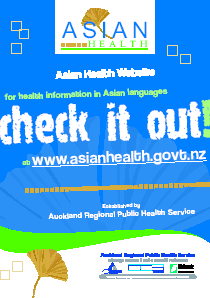 ASIAN
HEALTH
Asian Health Website
for health information in Asian languages
check it out!
at www.asianhealth.govt.nz
Established by
Auckland Regional Public Health Service
Auckland Regional Public Health Service